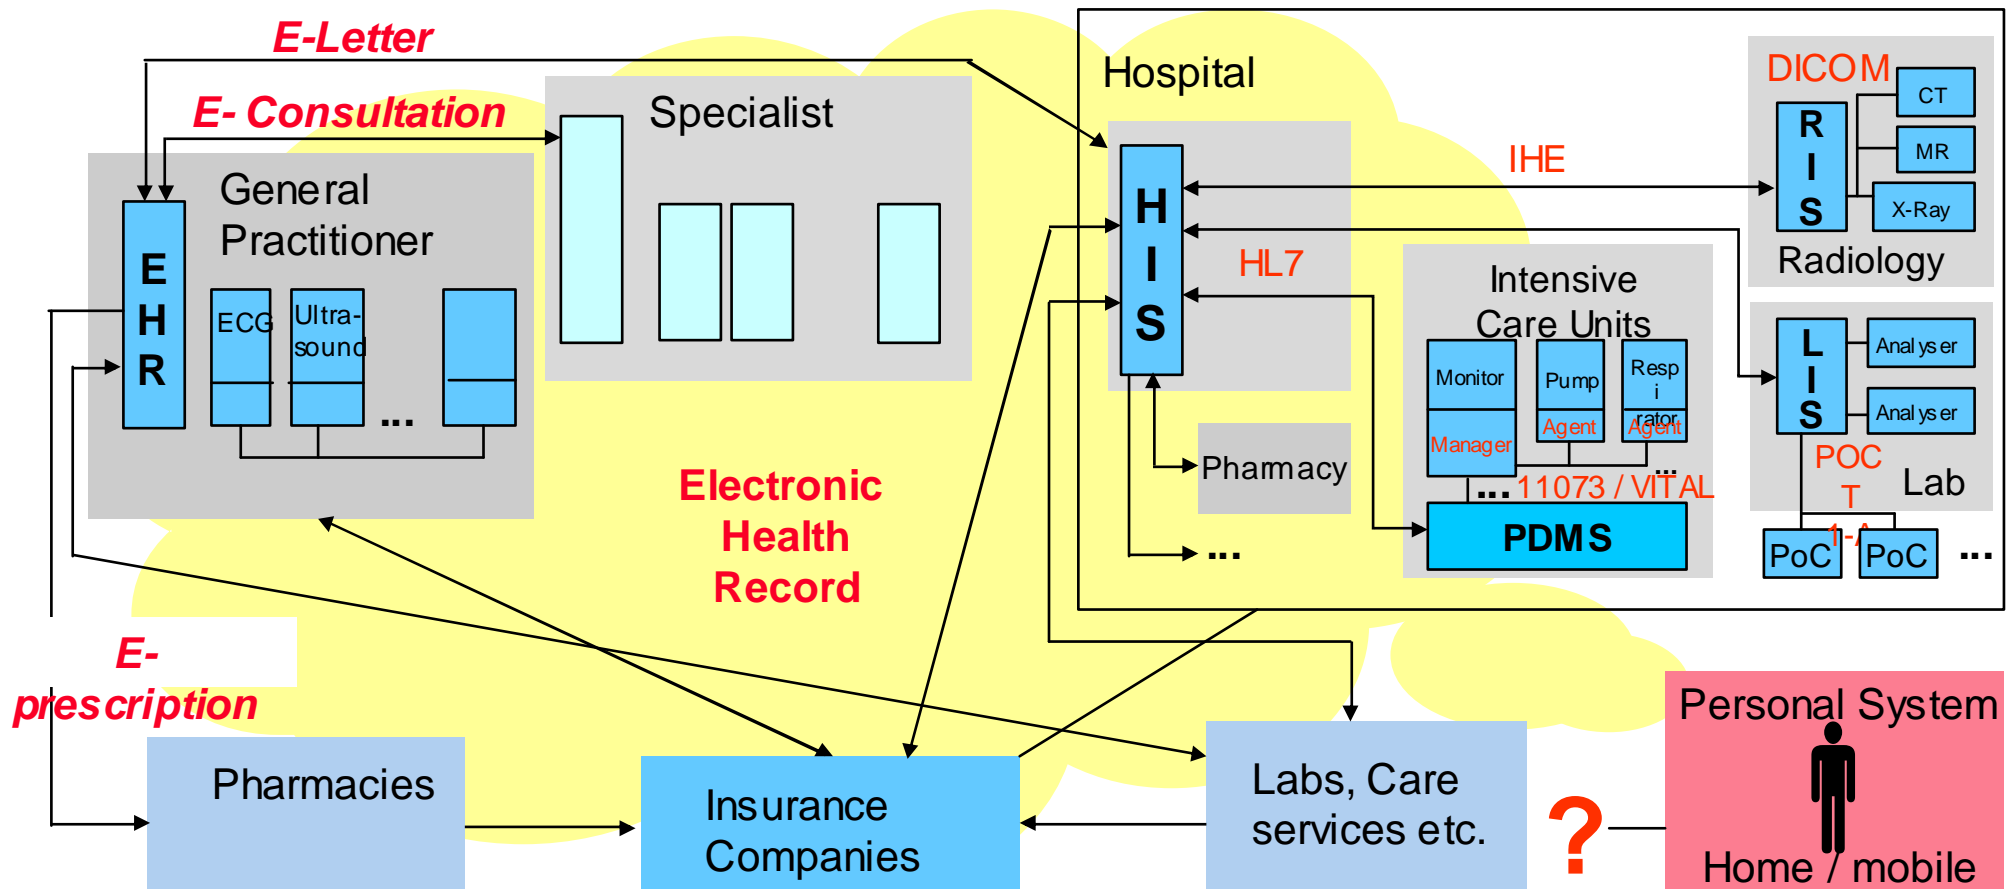 E-Letter
E- Consultation
Specialist
Hospital
DICOM
CT
R
I
S
MR
X-Ray
Radiology
IHE
General
Practitioner
E
H
R
ECG
Ultra-
sound
...
H
I
S
HL7
Intensive
Care Units
Monitor
Manager
Pump
Agent
Resp
i
rator
Agent
...
... 11073 / VITAL
PDMS
L
I
S
Analyser
Analyser
POC
T
1-A
Lab
PoC
PoC
...
Pharmacy
...
Electronic
Health
Record
E-
prescription
Pharmacies
Insurance
Companies
Labs, Care
services etc.
?
Personal System
Home / mobile